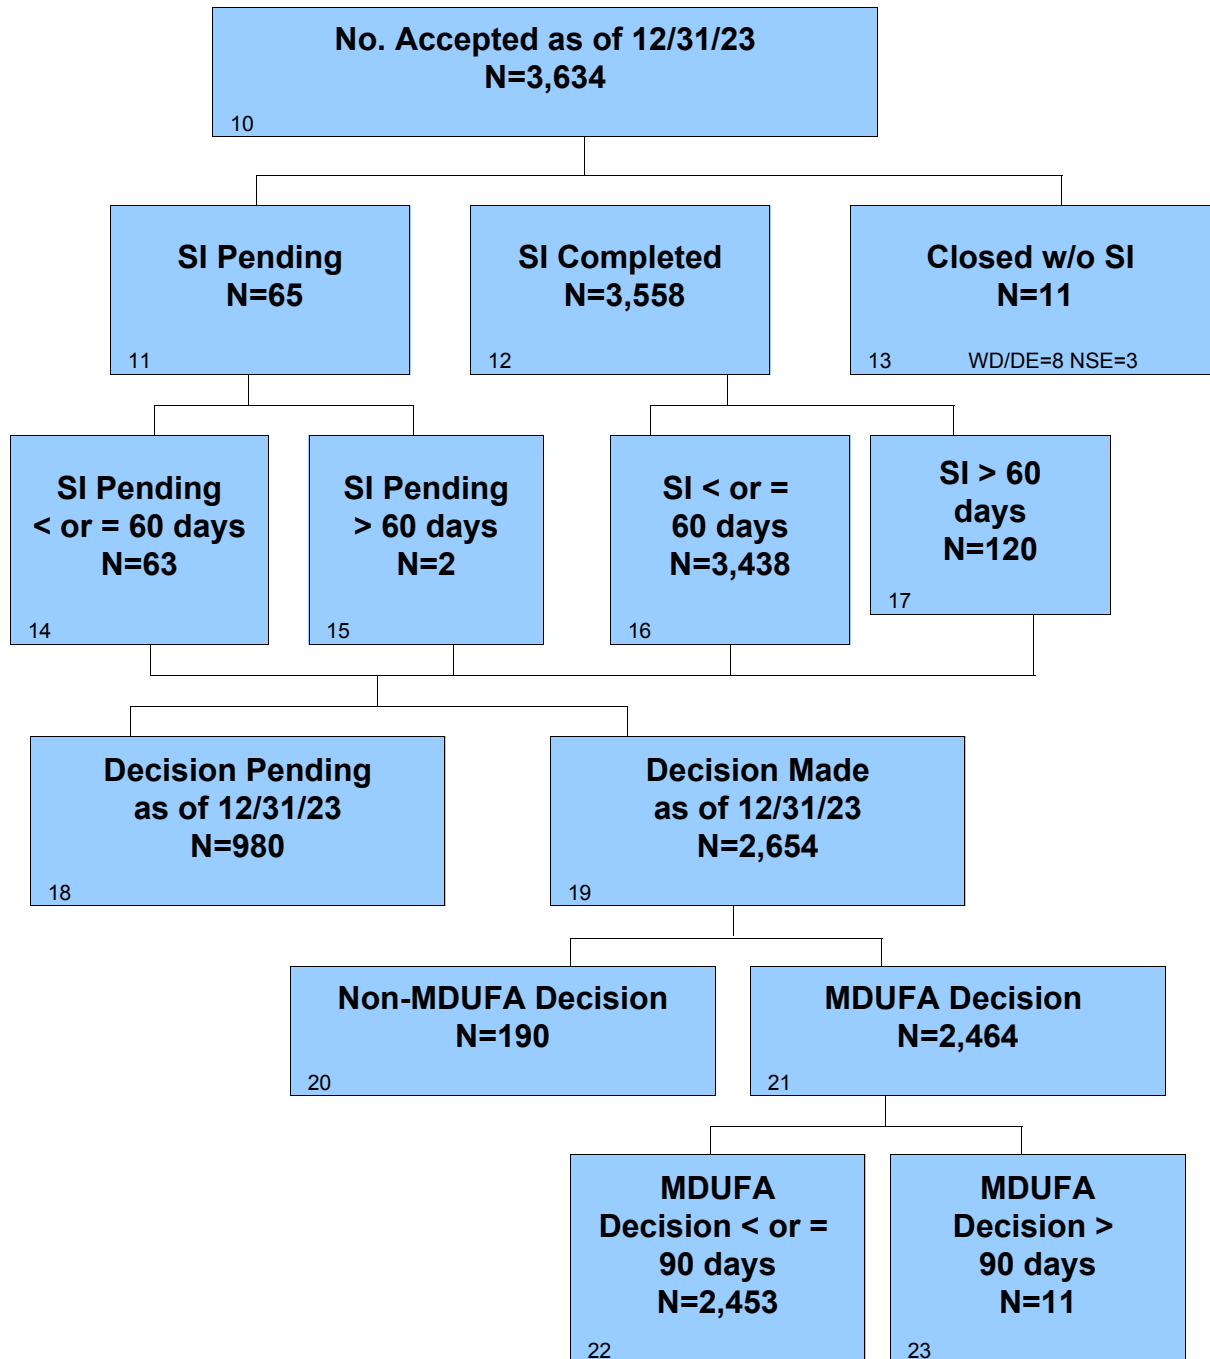 No. Accepted as of 12/31/23
N=3,634
10
SI Pending
N=65
11
SI Completed
N=3,558
12
Closed w/o SI
N=11
13 WD/DE=8 NSE=3
SI Pending
< or = 60 days
N=63
14
SI Pending
> 60 days
N=2
15
SI < or =
60 days
N=3,438
16
SI > 60
days
N=120
17
Decision Pending
as of 12/31/23
N=980
18
Decision Made
as of 12/31/23
N=2,654
19
Non-MDUFA Decision
N=190
20
MDUFA Decision
N=2,464
21
MDUFA
Decision < or =
90 days
N=2,453
22
MDUFA
Decision >
90 days
N=11
23